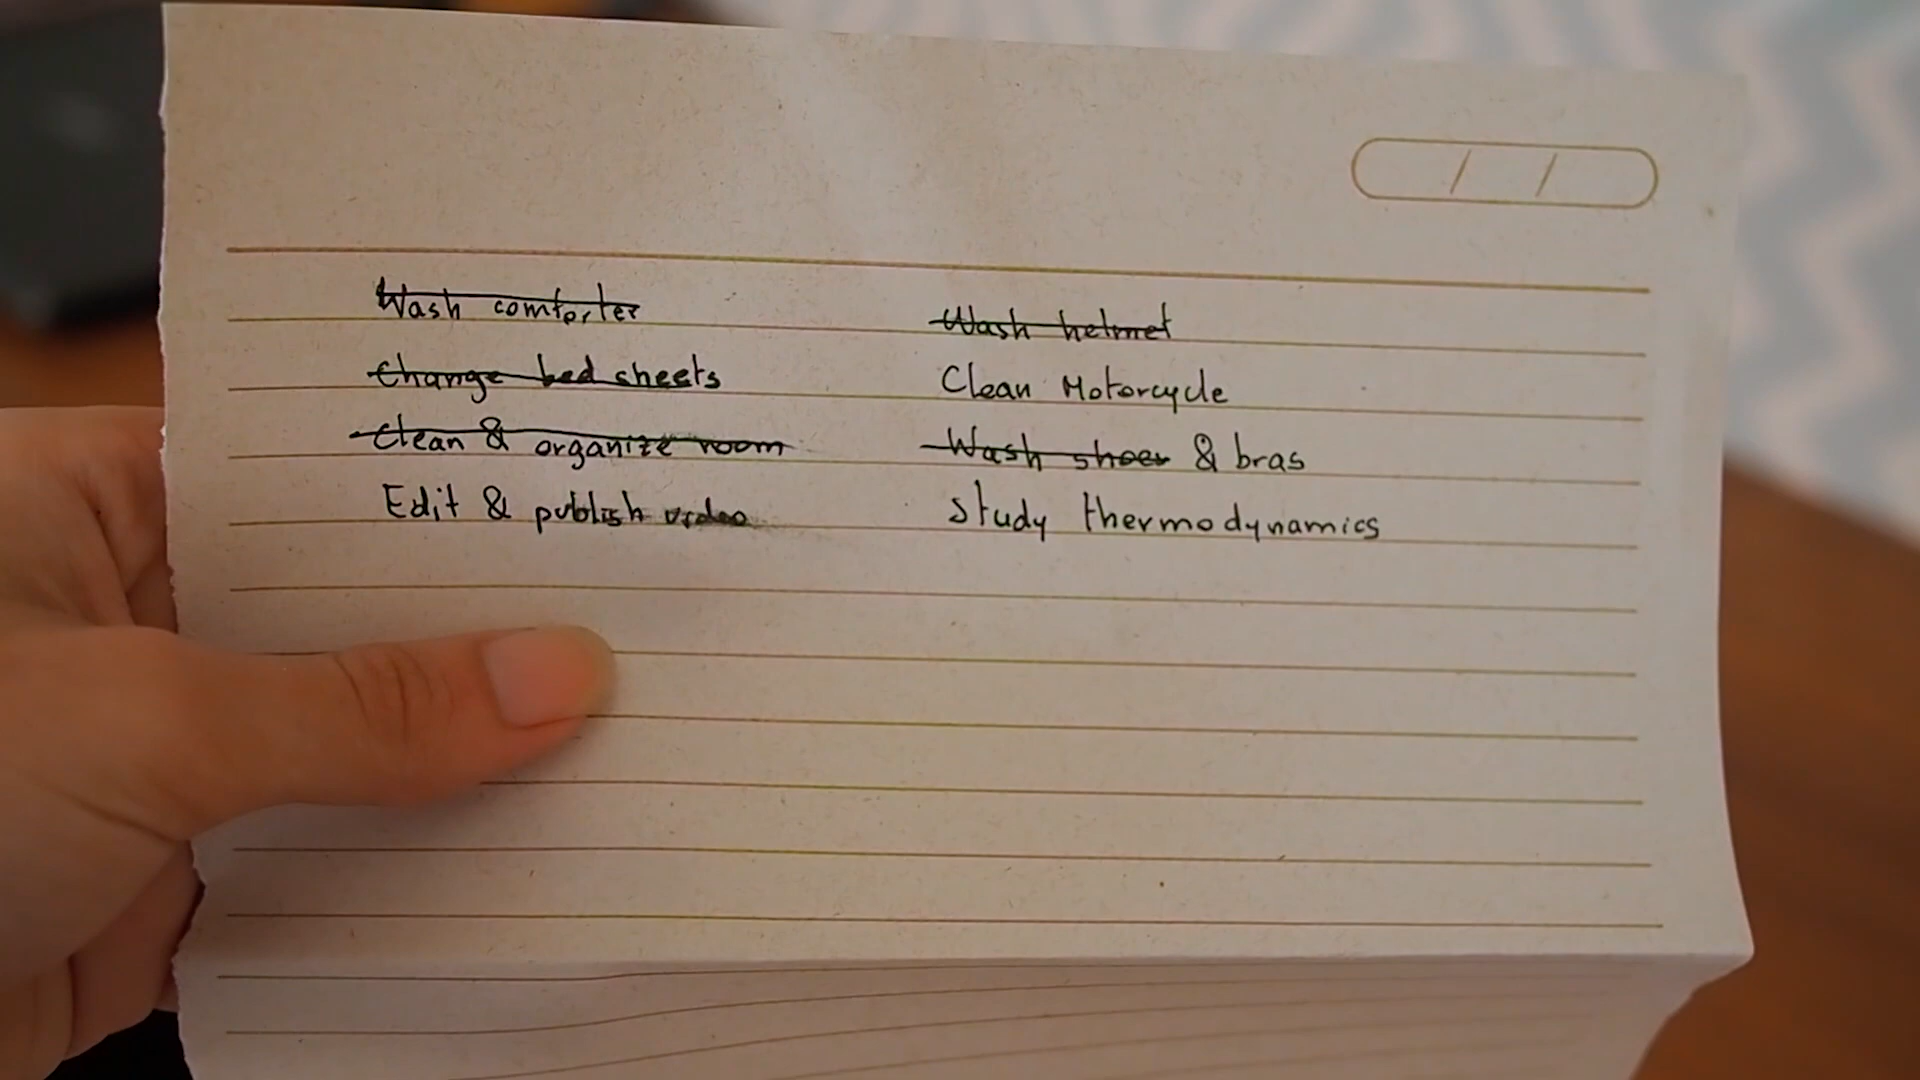 Wash comforter
Change bed sheets
Clean & organize room
Edit & publish video
Wash helmet
Clean Motorcycle
Wash shoes & bras
Study thermodynamics
/ /